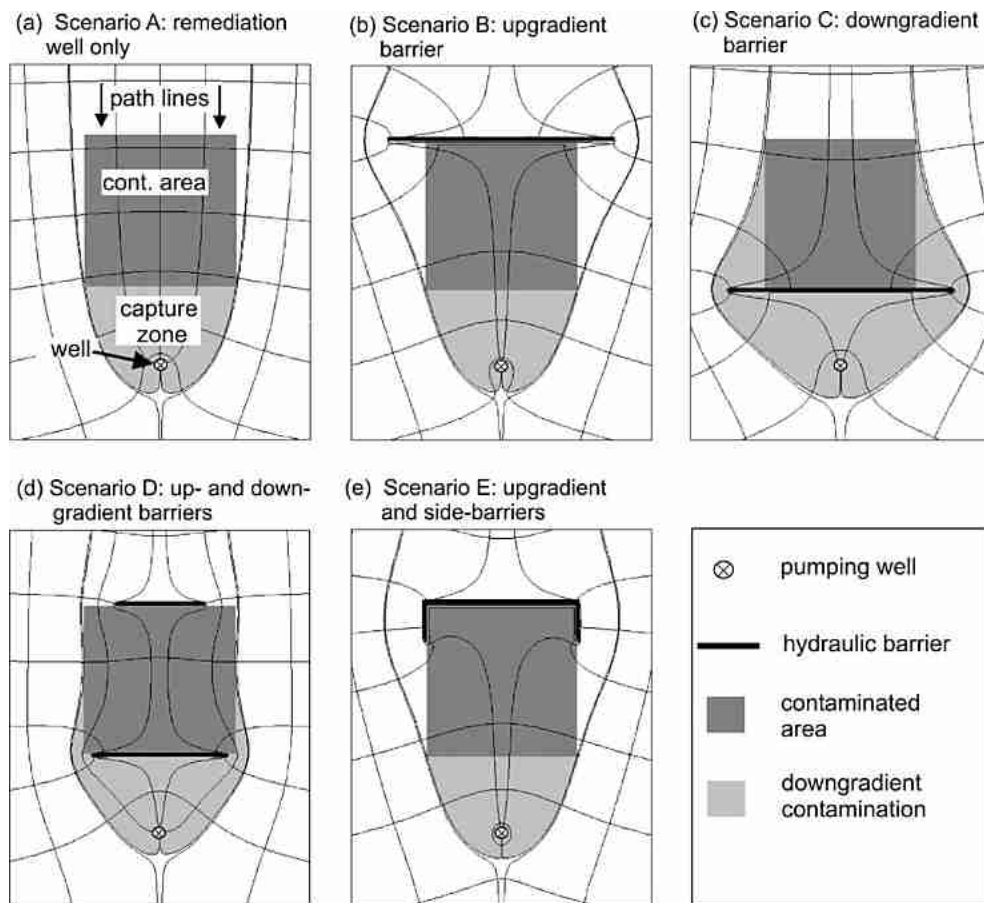 (a) Scenario A: remediation
well only
path lines
cont. area
capture
zone
well
(b) Scenario B: upgradient
barrier
(c) Scenario C: downgradient
barrier
(d) Scenario D: up- and down-
gradient barriers
(e) Scenario E: upgradient
and side-barriers
pumping well
hydraulic barrier
contaminated
area
downgradient
contamination